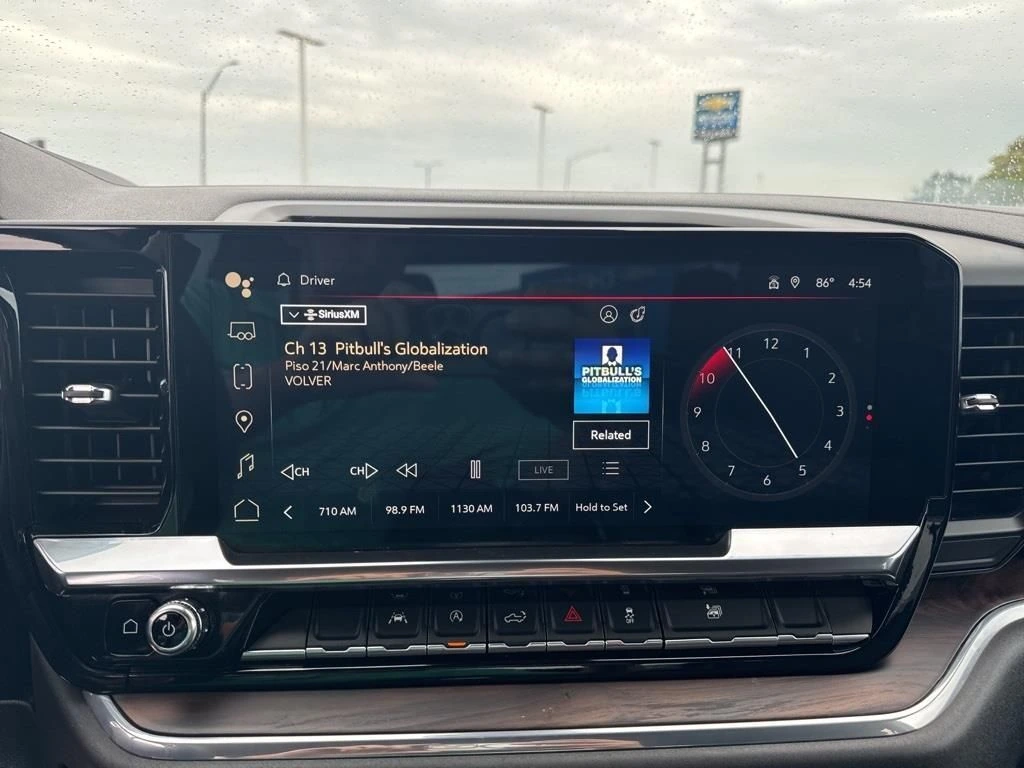 Driver
86° 4:54
SiriusXM
Ch 13 Pitbull's Globalization
Piso 21/Marc Anthony/Beele
VOLVER
PITBULL'S
GLOBALIZATION
Related
CH
CH
LIVE
710 AM
98.9 FM
1130 AM
103.7 FM
Hold to Set
12
1
2
3
4
5
6
7
8
9
10
11
A
OFF